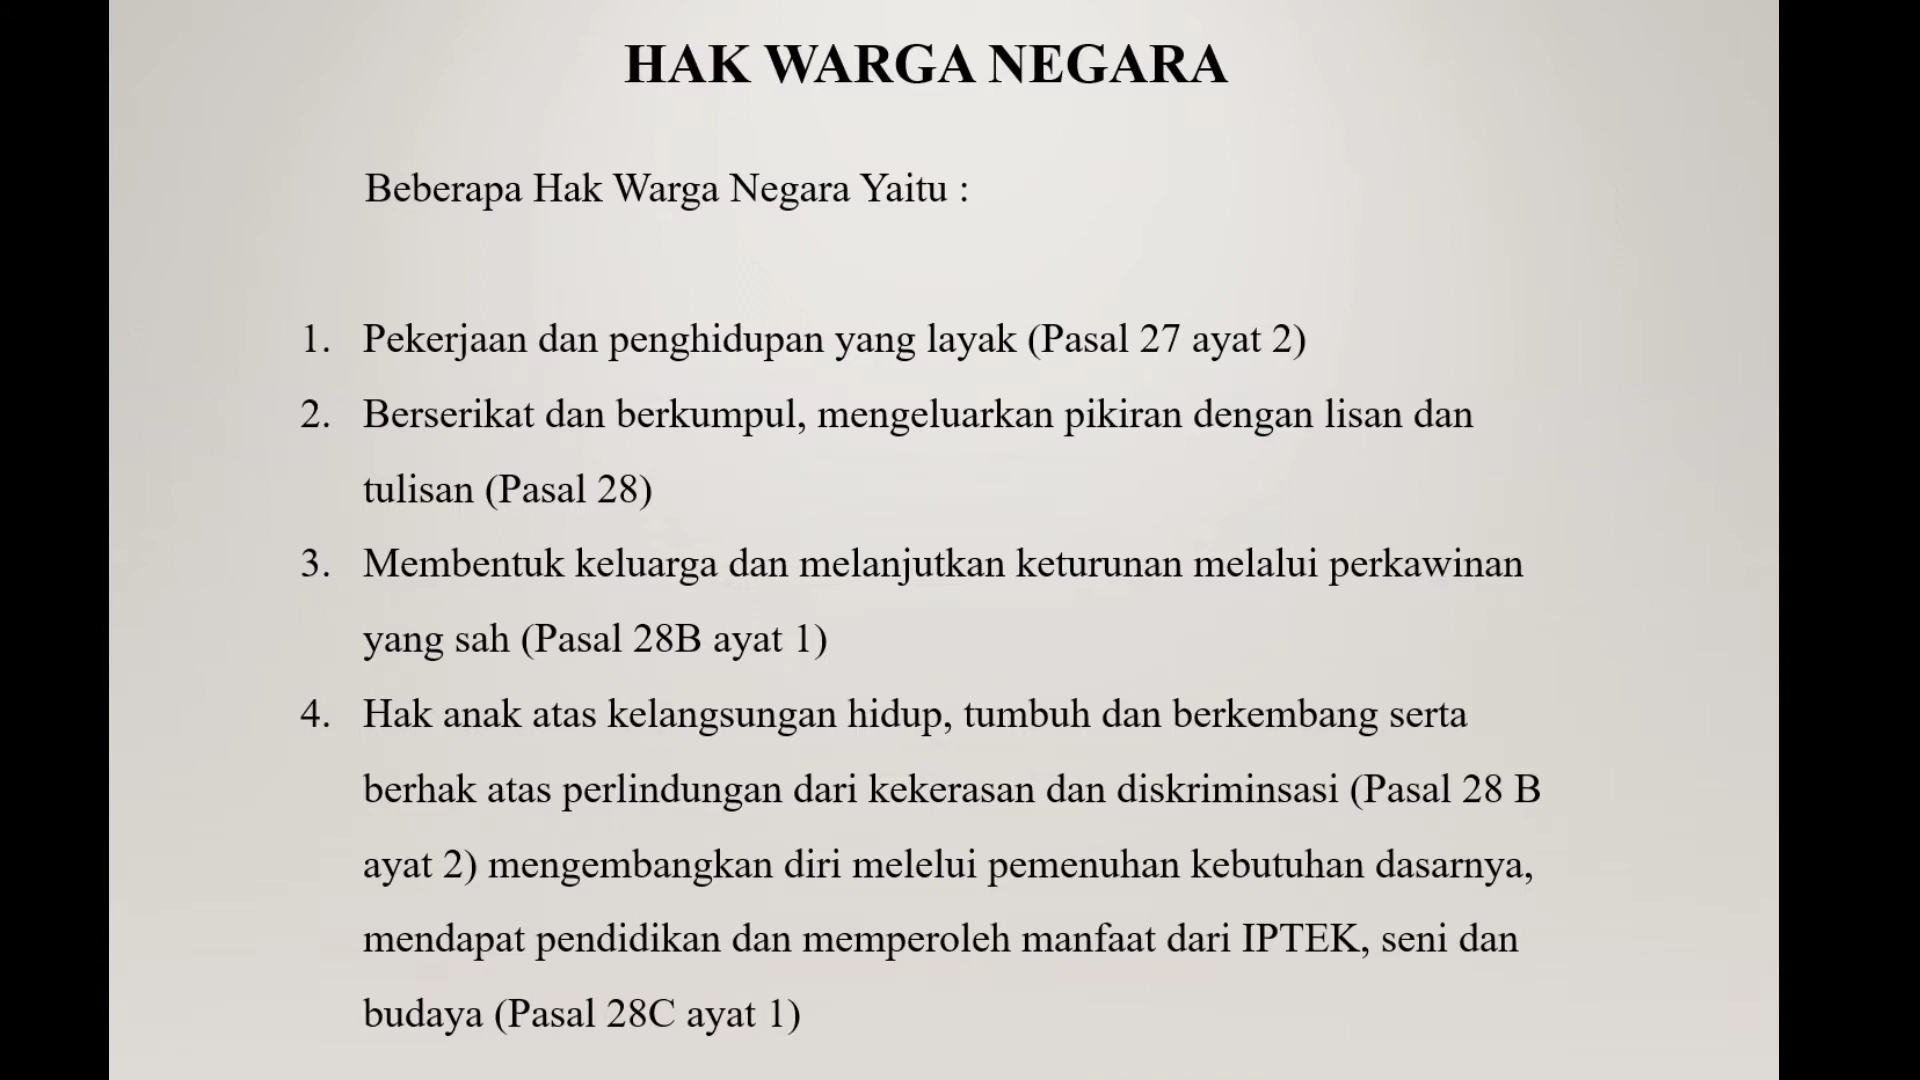 HAK WARGA NEGARA
Beberapa Hak Warga Negara Yaitu :
1. Pekerjaan dan penghidupan yang layak (Pasal 27 ayat 2)
2. Berserikat dan berkumpul, mengeluarkan pikiran dengan lisan dan
tulisan (Pasal 28)
3. Membentuk keluarga dan melanjutkan keturunan melalui perkawinan
yang sah (Pasal 28B ayat 1)
4. Hak anak atas kelangsungan hidup, tumbuh dan berkembang serta
berhak atas perlindungan dari kekerasan dan diskriminsasi (Pasal 28 B
ayat 2) mengembangkan diri melelui pemenuhan kebutuhan dasarnya,
mendapat pendidikan dan memperoleh manfaat dari IPTEK, seni dan
budaya (Pasal 28C ayat 1)